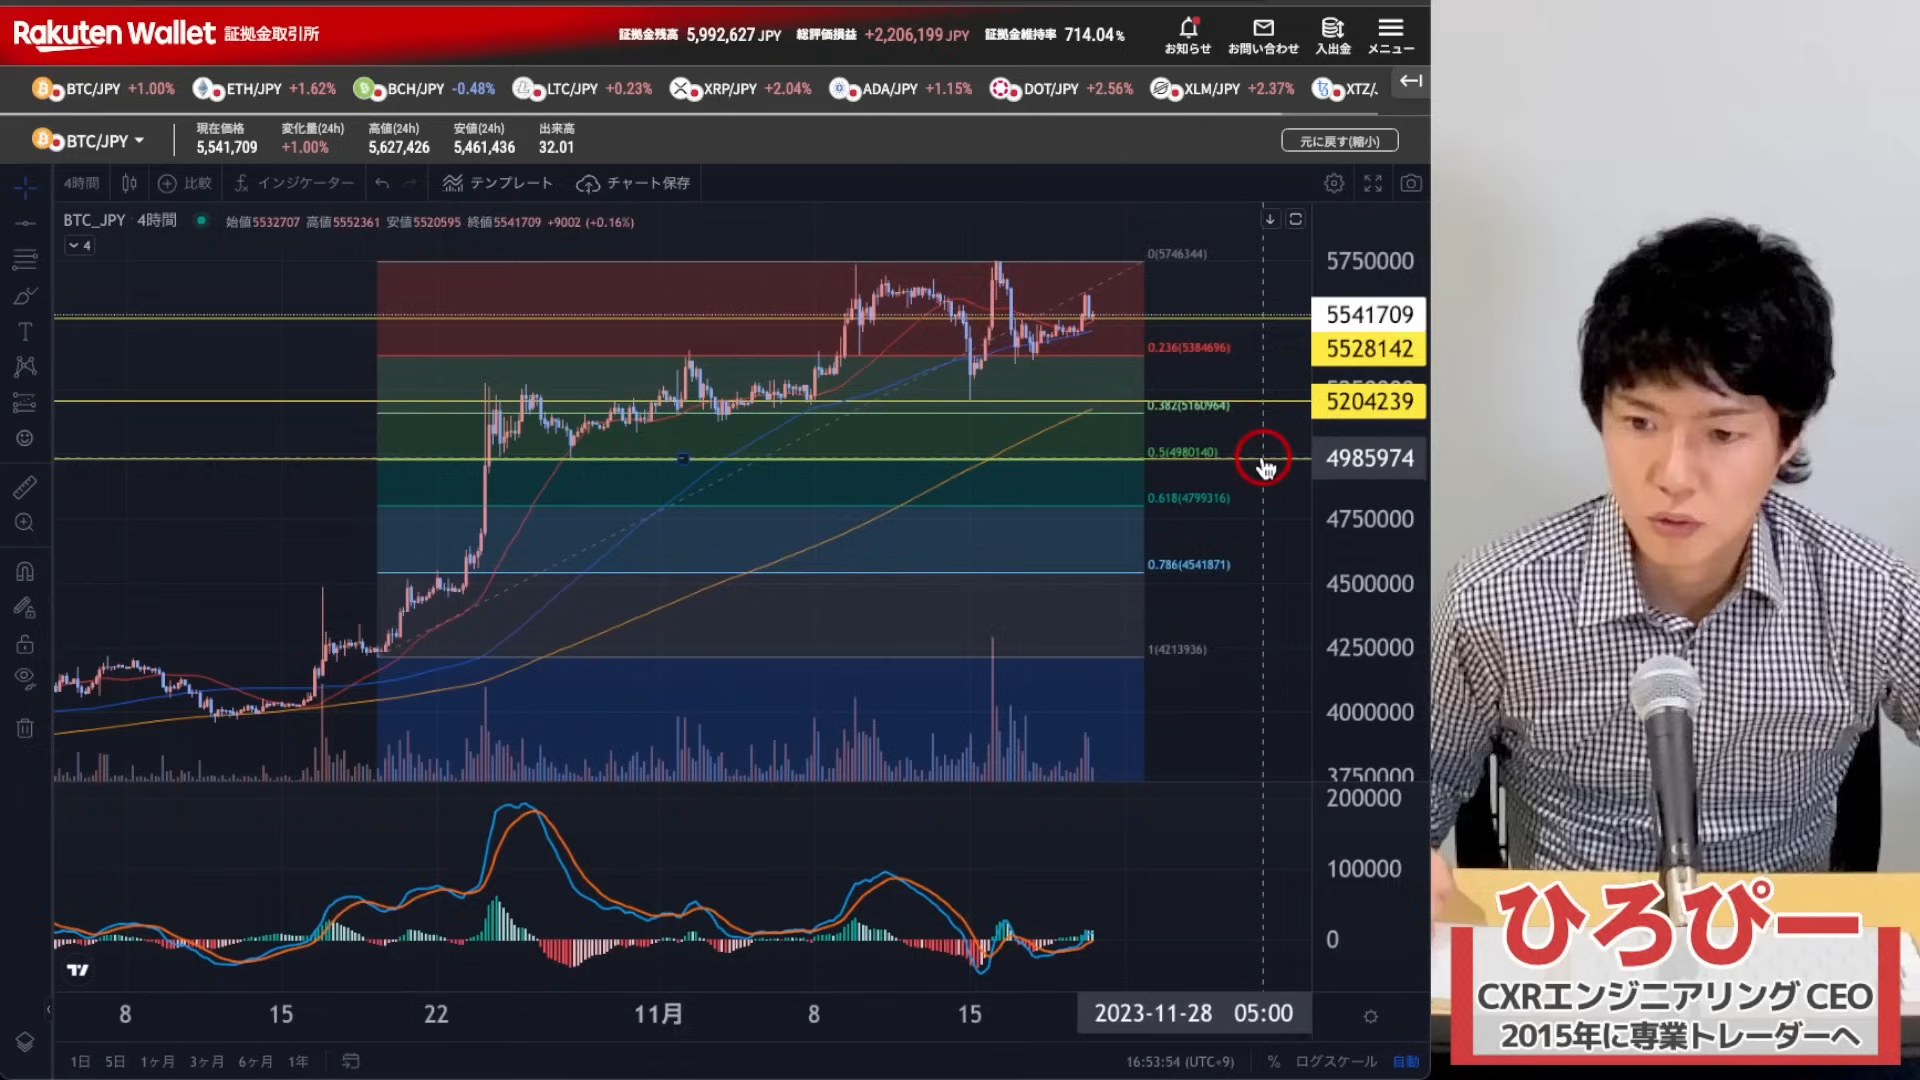 Rakuten Wallet 証拠金取引所
証拠金残高 5,992,627 JPY 総評価損益 +2,206,199 JPY 証拠金維持率 714.04%
お知らせ お問い合わせ 入出金 メニュー
BTC/JPY +1.00% ETH/JPY +1.62% BCH/JPY -0.48% LTC/JPY +0.23% XRP/JPY +2.04% ADA/JPY +1.15% DOT/JPY +2.56% XLM/JPY +2.37% XTZ/
BTC/JPY
現在価格 変化量(24h) 高値(24h) 安値(24h) 出来高
5,541,709 +1.00% 5,627,426 5,461,436 32.01
元に戻す(縮小)
4時間 比較 インジケーター テンプレート チャート保存
BTC_JPY 4時間 始値5532707 高値5552361 安値5520595 終値5541709 +9002 (+0.16%)
4
0(5746344)
5750000
5541709
0.236(5384696)
5528142
5204239
0.382(5160964)
0.5(4980140)
4985974
0.618(4799316)
4750000
0.786(4541871)
4500000
1(4213936)
4250000
4000000
3750000
200000
100000
0
8 15 22 11月 8 15 2023-11-28 05:00
1日 5日 1ヶ月 3ヶ月 6ヶ月 1年
16:53:54 (UTC+9) % ログスケール 自動
ひろぴー
CXRエンジニアリング CEO
2015年に専業トレーダーへ